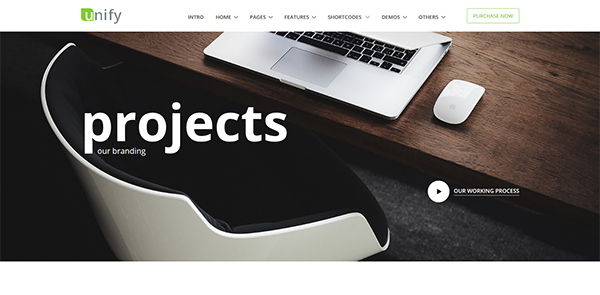 unify
INTRO HOME PAGES FEATURES SHORTCODES DEMOS OTHERS PURCHASE NOW
projects
our branding
OUR WORKING PROCESS